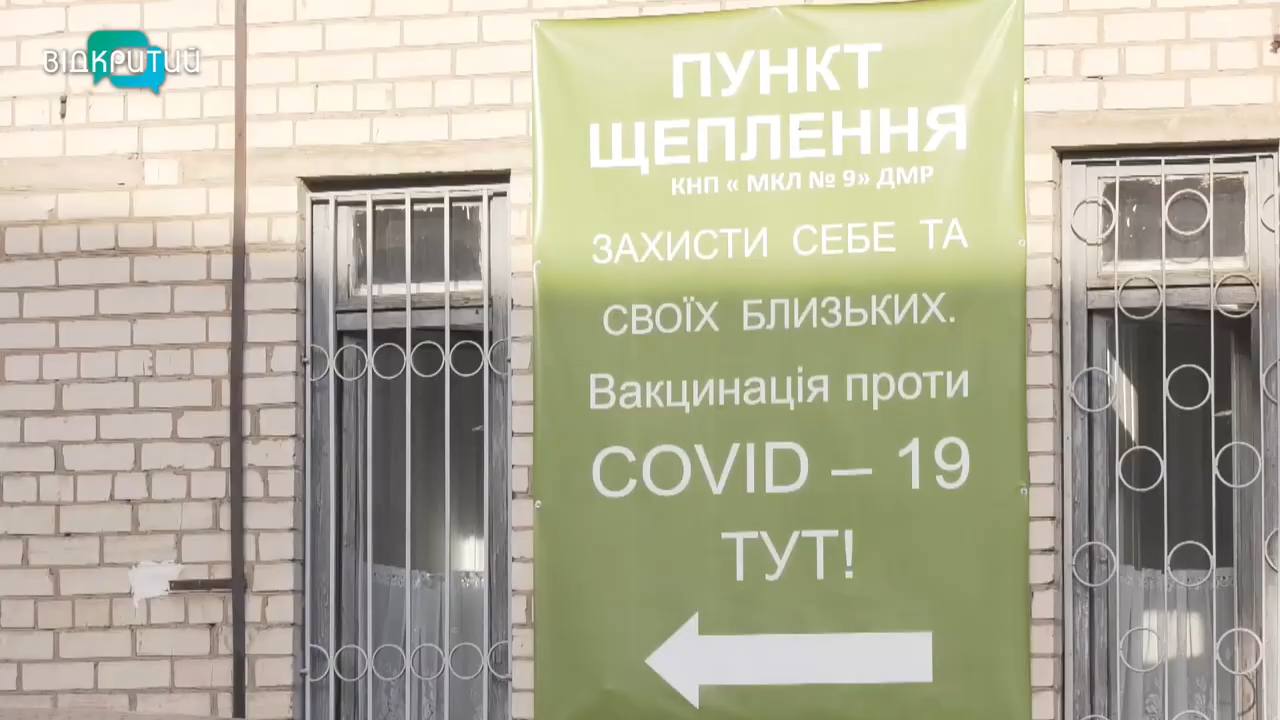 ВІДКРИТИЙ
ПУНКТ
ЩЕПЛЕННЯ
КНП « МКЛ № 9» ДМР
ЗАХИСТИ СЕБЕ ТА
СВОЇХ БЛИЗЬКИХ.
Вакцинація проти
COVID – 19
ТУТ!